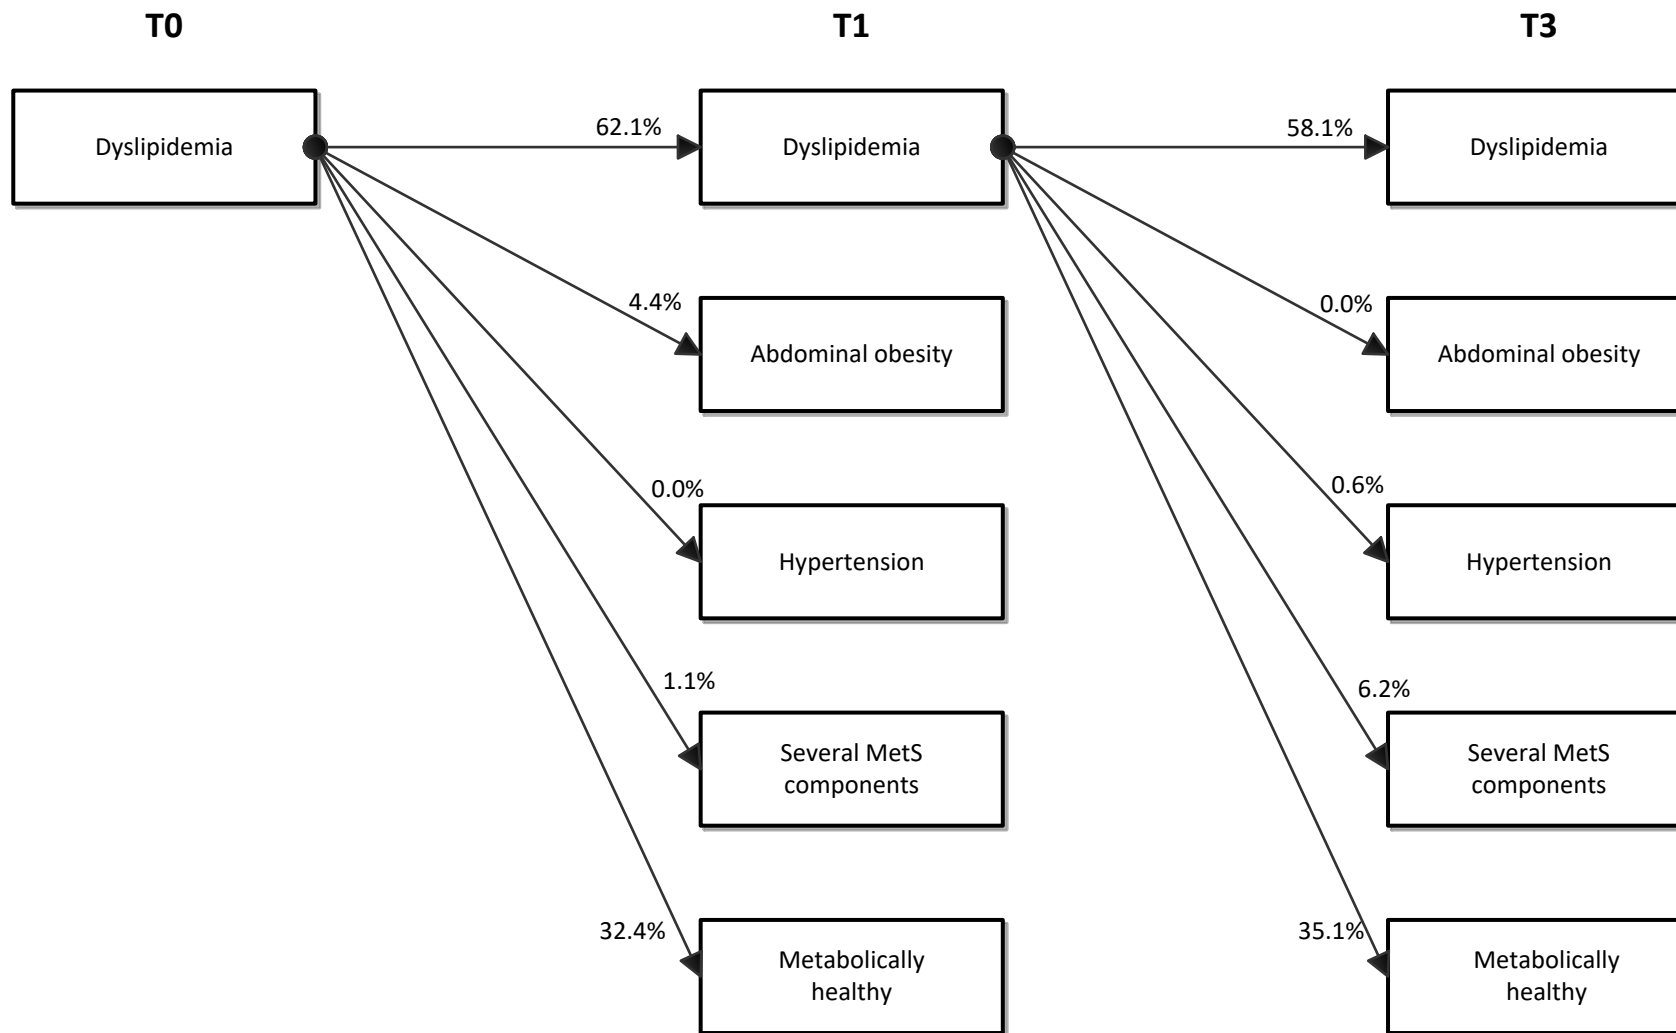 T0
T1
T3
Dyslipidemia
62.1%
Dyslipidemia
58.1%
Dyslipidemia
4.4%
Abdominal obesity
0.0%
Abdominal obesity
0.0%
Hypertension
0.6%
Hypertension
1.1%
Several MetS
components
6.2%
Several MetS
components
32.4%
Metabolically
healthy
35.1%
Metabolically
healthy